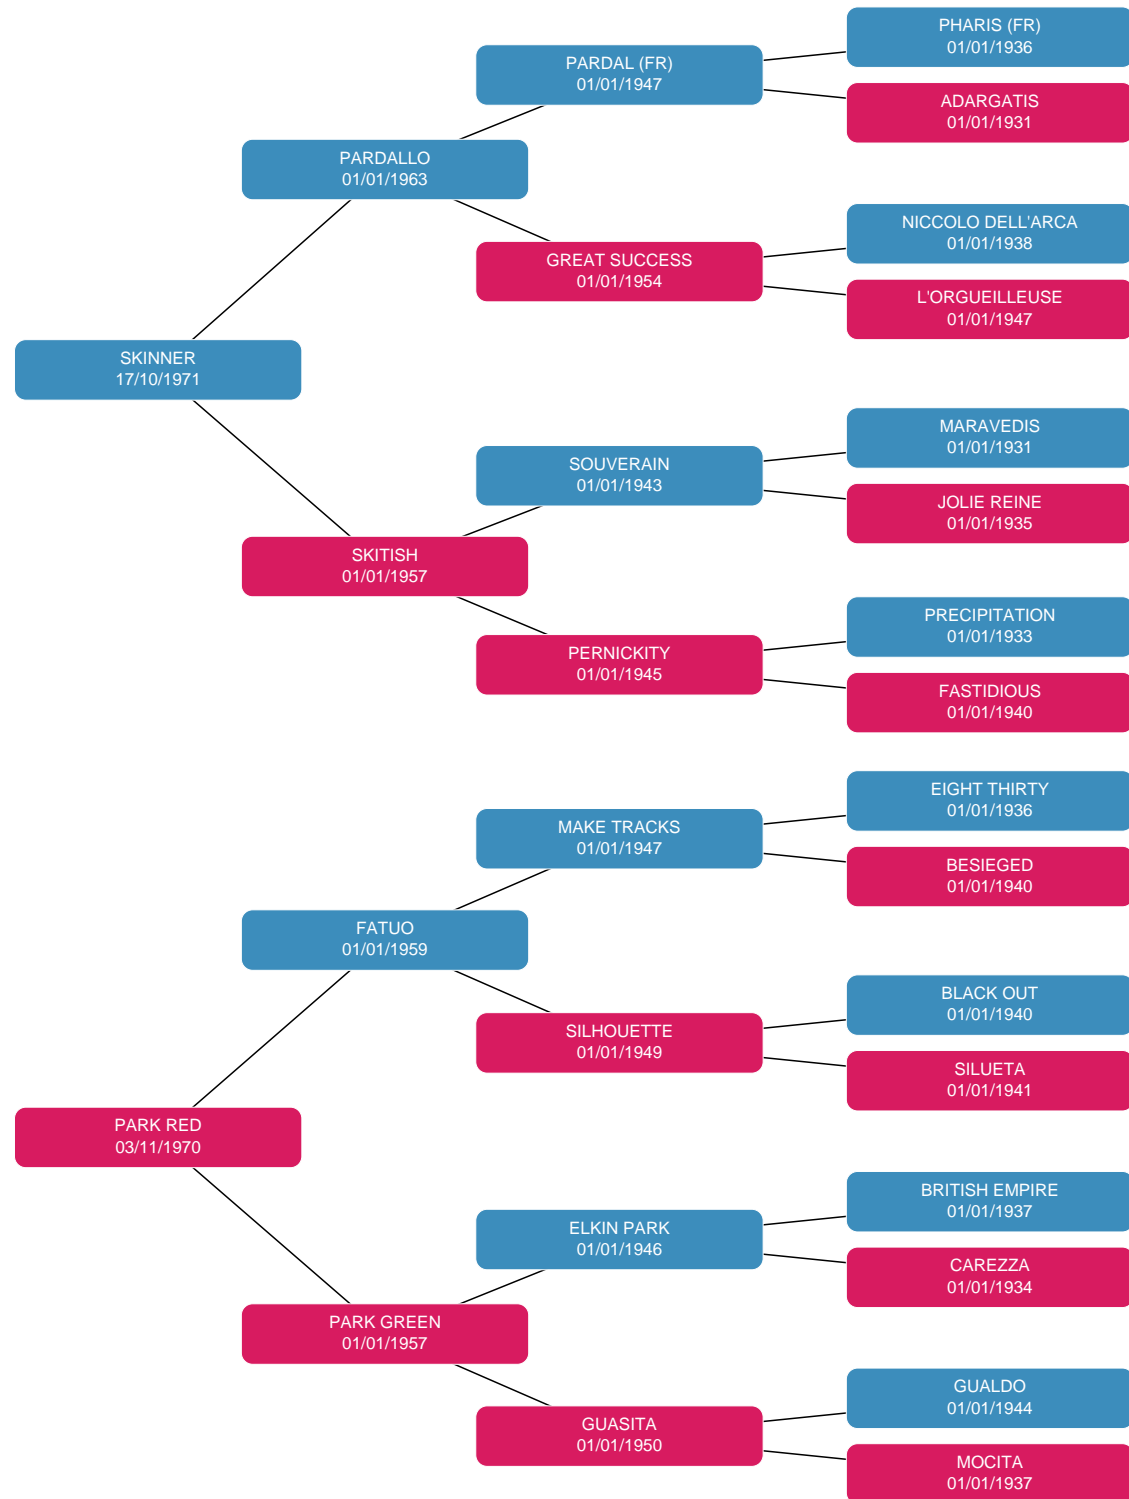 PHARIS (FR)
01/01/1936
PARDAL (FR)
01/01/1947
ADARGATIS
01/01/1931
PARDALLO
01/01/1963
NICCOLO DELL'ARCA
01/01/1938
GREAT SUCCESS
01/01/1954
L'ORGUEILLEUSE
01/01/1947
SKINNER
17/10/1971
MARAVEDIS
01/01/1931
SOUVERAIN
01/01/1943
JOLIE REINE
01/01/1935
SKITISH
01/01/1957
PRECIPITATION
01/01/1933
PERNICKITY
01/01/1945
FASTIDIOUS
01/01/1940
EIGHT THIRTY
01/01/1936
MAKE TRACKS
01/01/1947
BESIEGED
01/01/1940
FATUO
01/01/1959
BLACK OUT
01/01/1940
SILHOUETTE
01/01/1949
SILUETA
01/01/1941
PARK RED
03/11/1970
BRITISH EMPIRE
01/01/1937
ELKIN PARK
01/01/1946
CAREZZA
01/01/1934
PARK GREEN
01/01/1957
GUALDO
01/01/1944
GUASITA
01/01/1950
MOCITA
01/01/1937